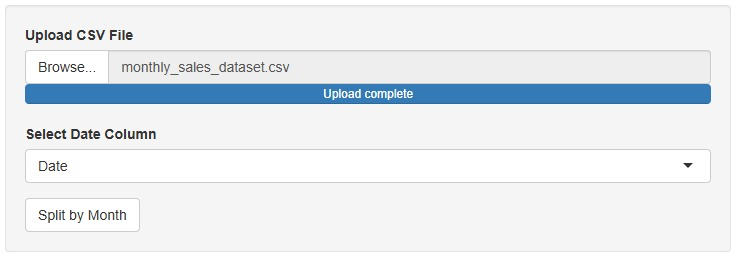 Upload CSV File
Browse... monthly_sales_dataset.csv
Upload complete
Select Date Column
Date
Split by Month